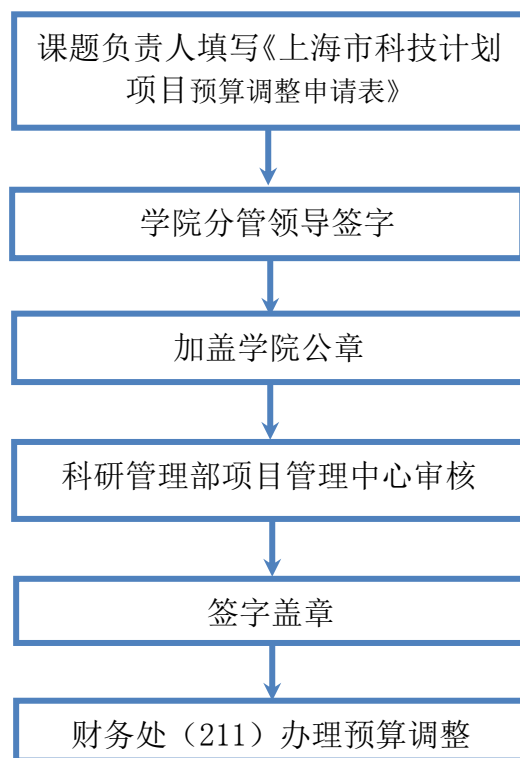 课题负责人填写《上海市科技计划
项目预算调整申请表》
学院分管领导签字
加盖学院公章
科研管理部项目管理中心审核
签字盖章
财务处（211）办理预算调整